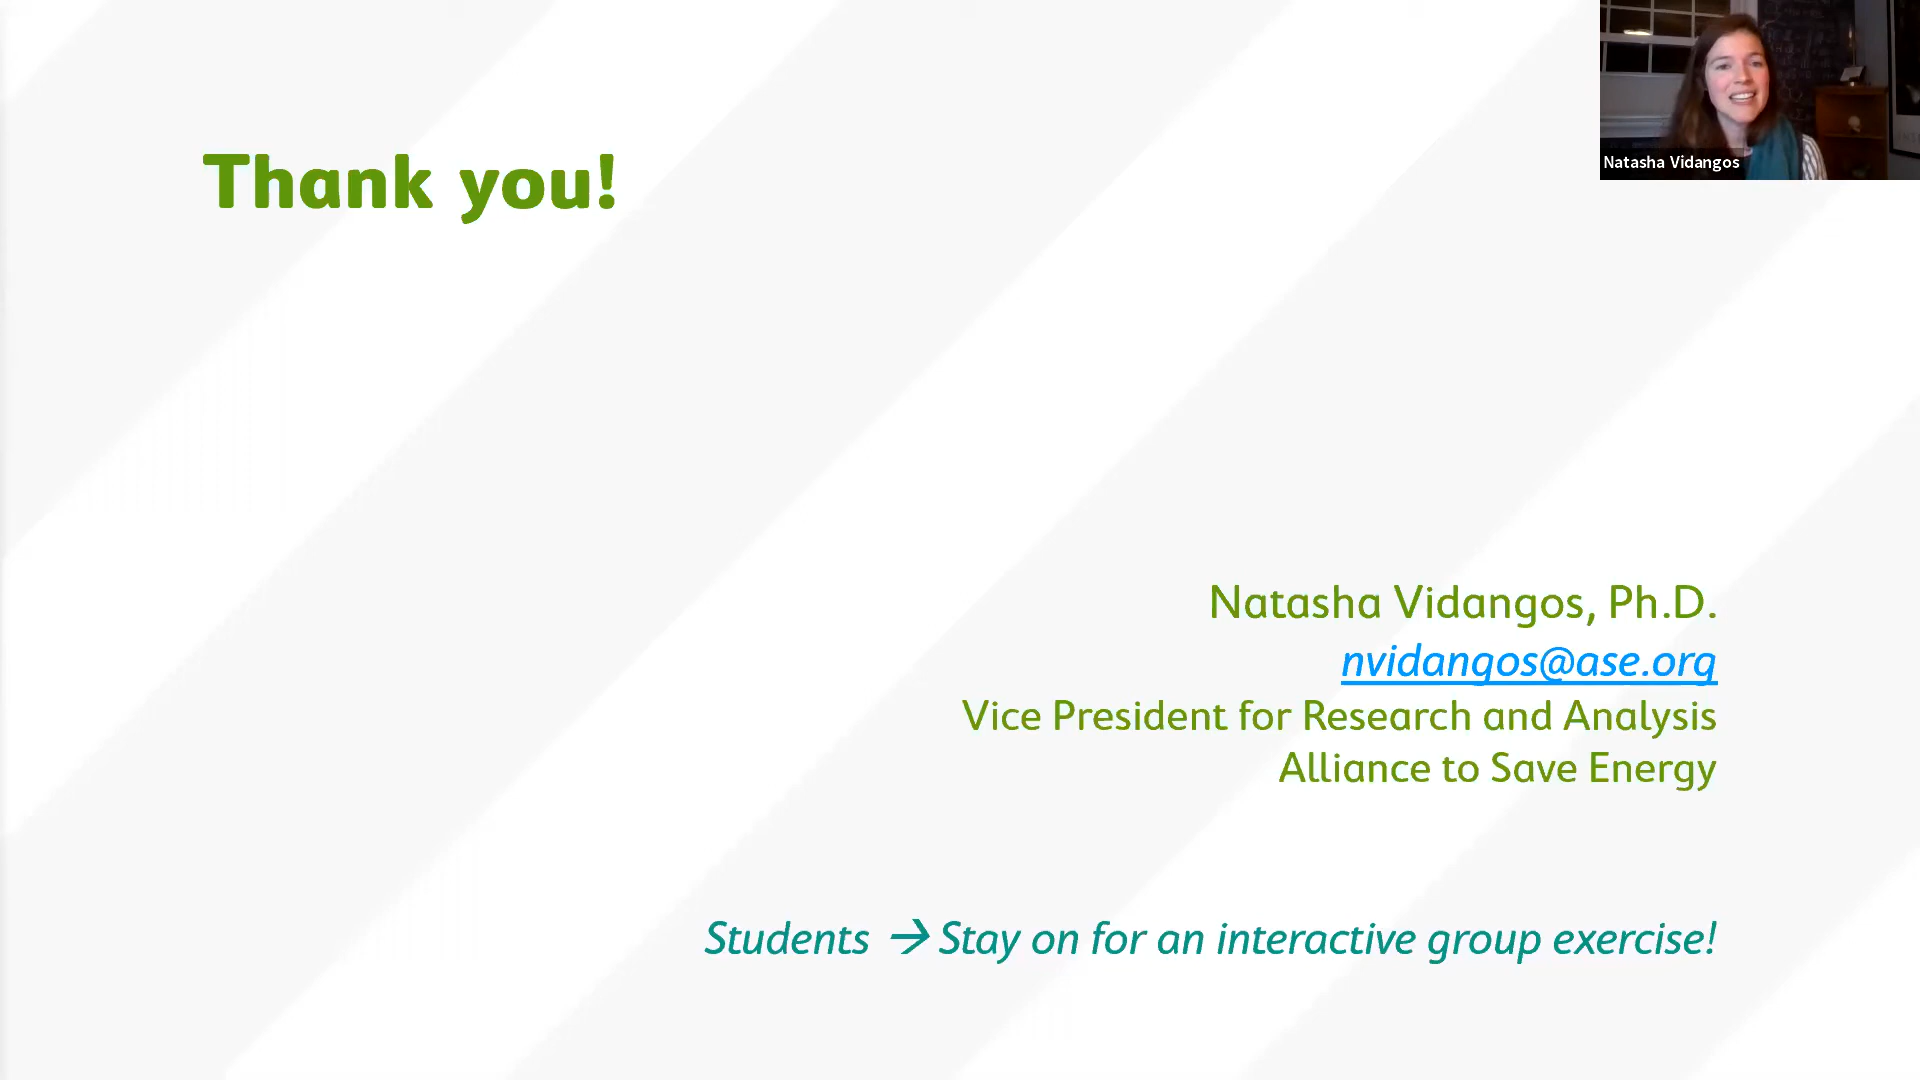 Thank you!
Natasha Vidangos
Natasha Vidangos, Ph.D.
nvidangos@ase.org
Vice President for Research and Analysis
Alliance to Save Energy
Students → Stay on for an interactive group exercise!